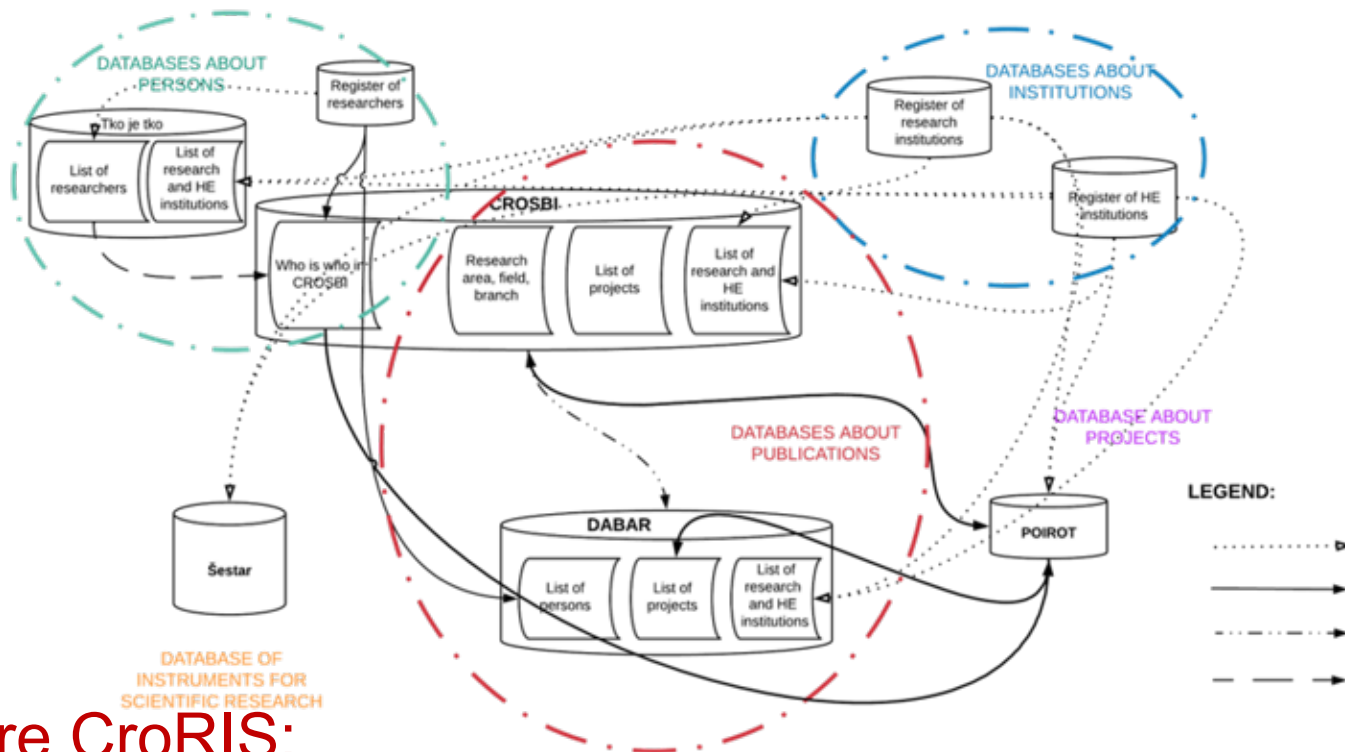 DATABASES ABOUT
PERSONS
Register of
researchers
Tko je tko
List of
researchers
List of
research
and HE
institutions
DATABASES ABOUT
INSTITUTIONS
Register of
research
institutions
Register of HE
institutions
CROSBI
Who is who in
CROSBI
Research
area, field,
branch
List of
projects
List of
research and
HE
institutions
DATABASES ABOUT
PUBLICATIONS
DATABASE ABOUT
PROJECTS
LEGEND:
POIROT
DABAR
List of
persons
List of
projects
List of
research
and HE
institutions
Šestar
DATABASE OF
INSTRUMENTS FOR
SCIENTIFIC RESEARCH
re CroRIS: